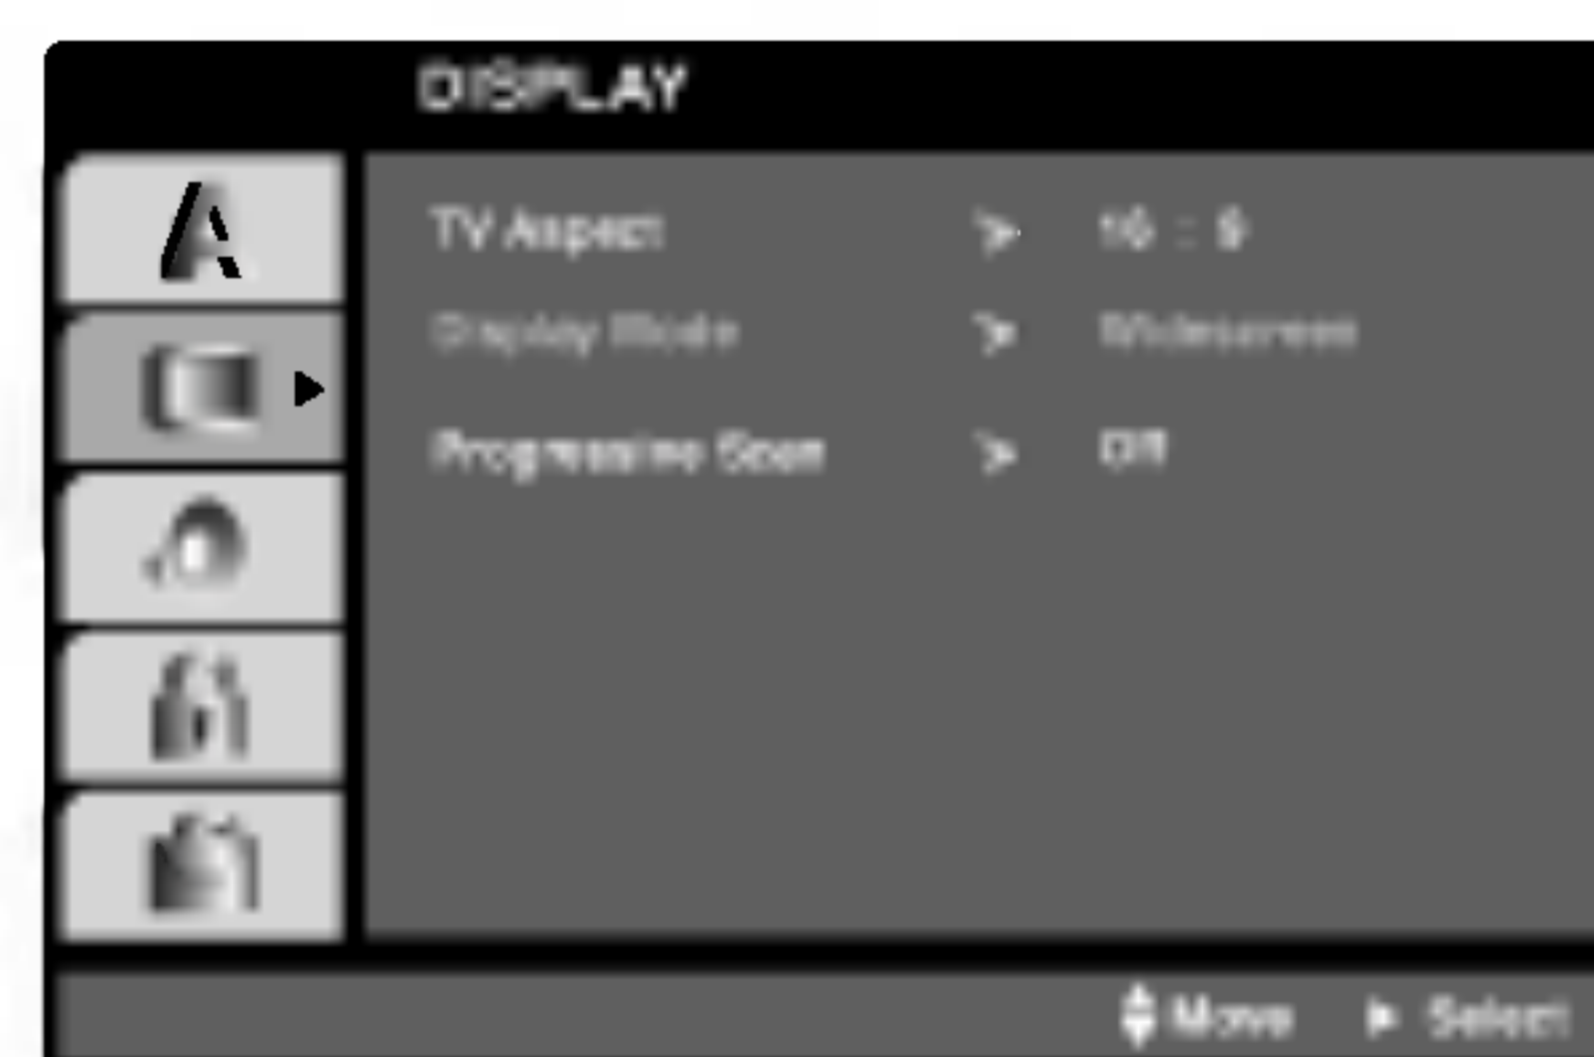 DISPLAY
A
TV Aspect > 16 : 9
Display Mode > Widescreen
Progressive Scan > Off
Move Select